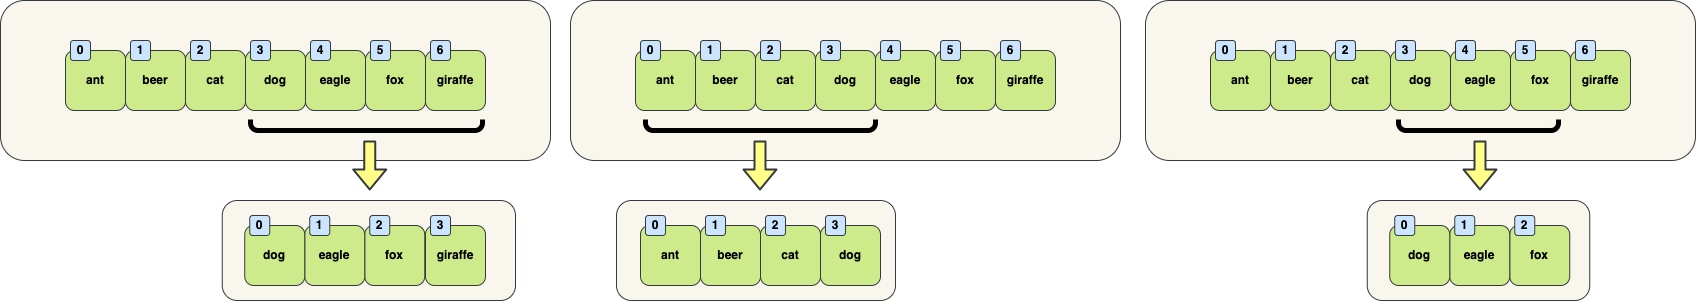 0 1 2 3 4 5 6
ant beer cat dog eagle fox giraffe
0 1 2 3
dog eagle fox giraffe
0 1 2 3 4 5 6
ant beer cat dog eagle fox giraffe
0 1 2 3
ant beer cat dog
0 1 2 3 4 5 6
ant beer cat dog eagle fox giraffe
0 1 2
dog eagle fox